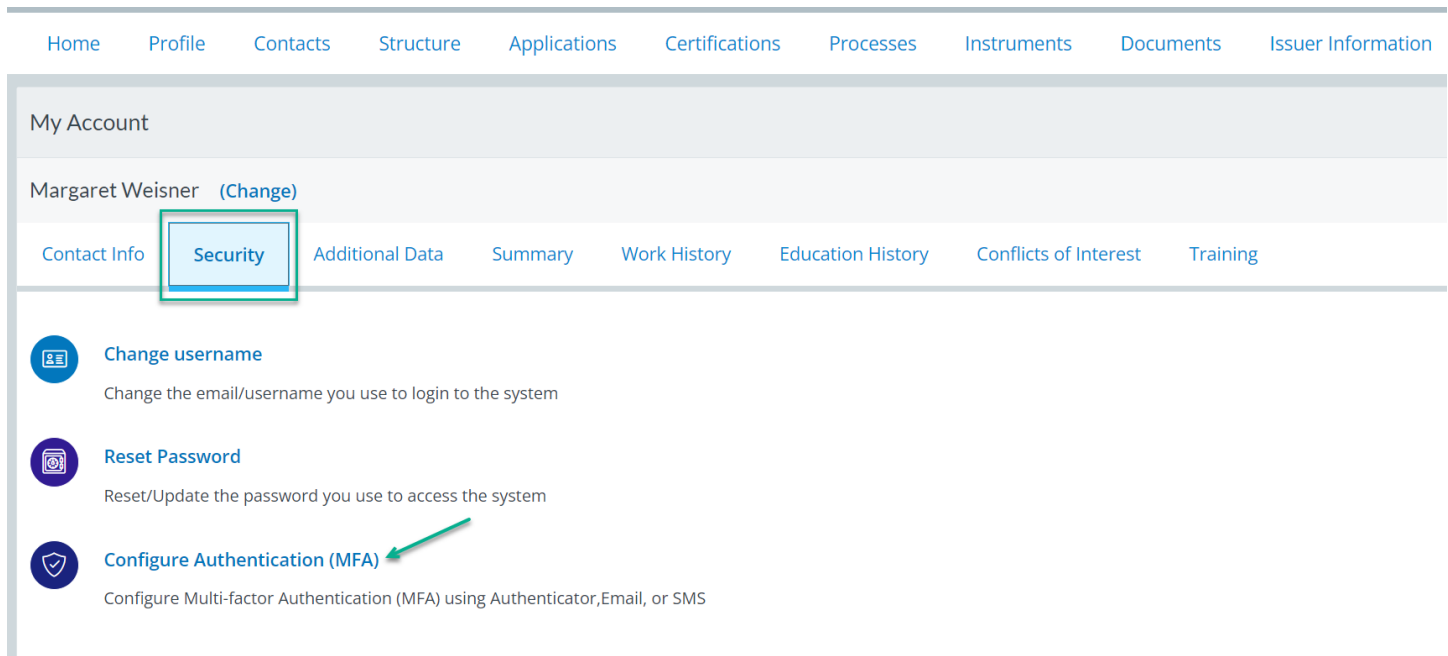 Home Profile Contacts Structure Applications Certifications Processes Instruments Documents Issuer Information
My Account
Margaret Weisner (Change)
Contact Info Security Additional Data Summary Work History Education History Conflicts of Interest Training
Change username
Change the email/username you use to login to the system
Reset Password
Reset/Update the password you use to access the system
Configure Authentication (MFA)
Configure Multi-factor Authentication (MFA) using Authenticator,Email, or SMS